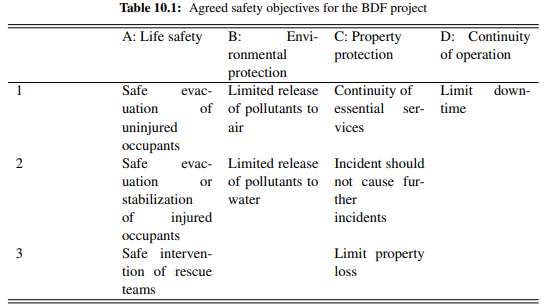 Table 10.1: Agreed safety objectives for the BDF project
A: Life safety B: Envi- C: Property D: Continuity
ronmental protection of operation
protection
1 Safe evac- Limited release Continuity of Limit down-
uation of of pollutants to essential ser- time
uninjured air vices
occupants
2 Safe evac- Limited release Incident should
uation or of pollutants to not cause fur-
stabilization water ther
of injured incidents
occupants
3 Safe interven- Limit property
tion of rescue loss
teams